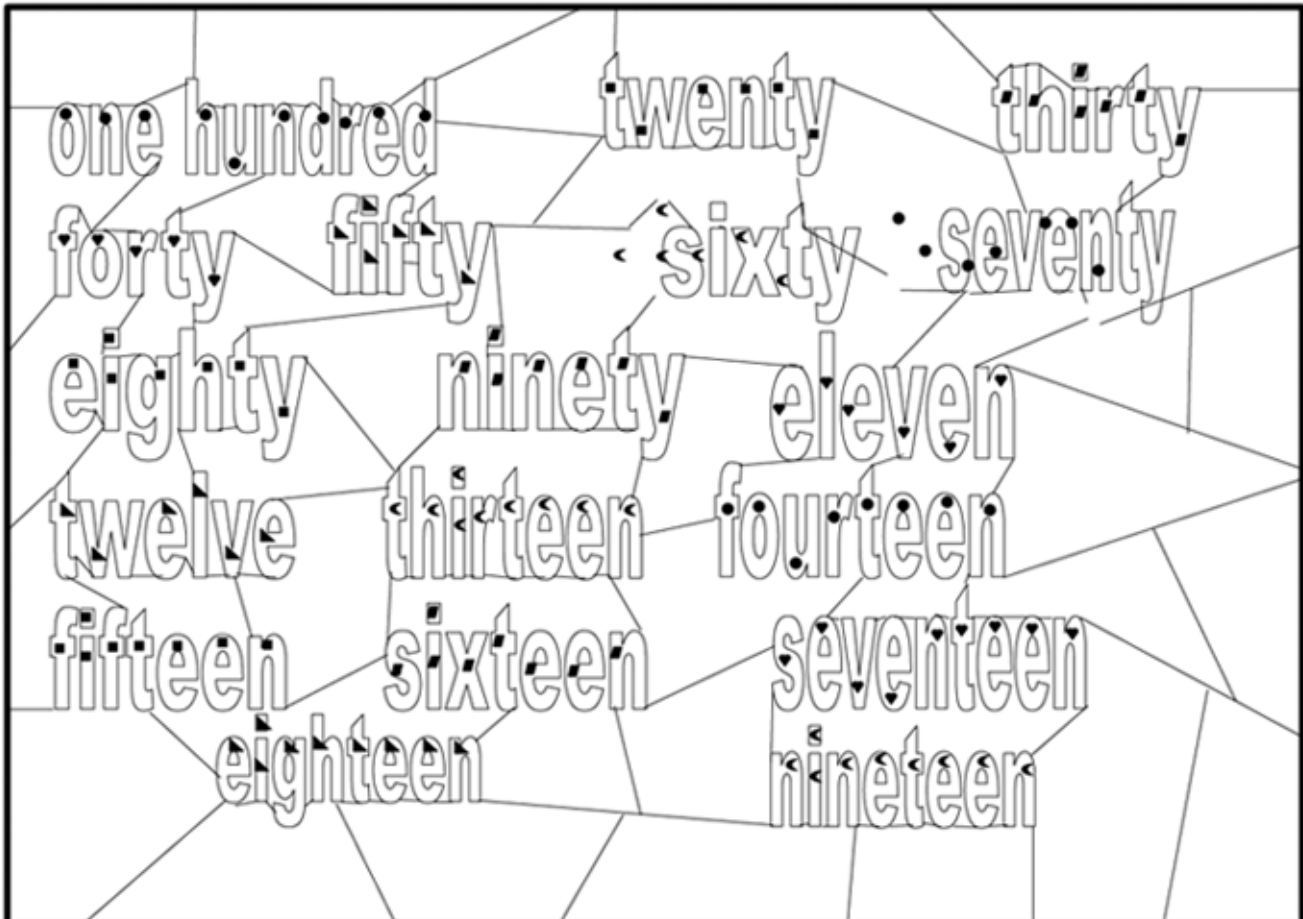 one hundred twenty thirty
forty fifty sixty seventy
eighty ninety eleven
twelve thirteen fourteen
fifteen sixteen seventeen
eighteen nineteen